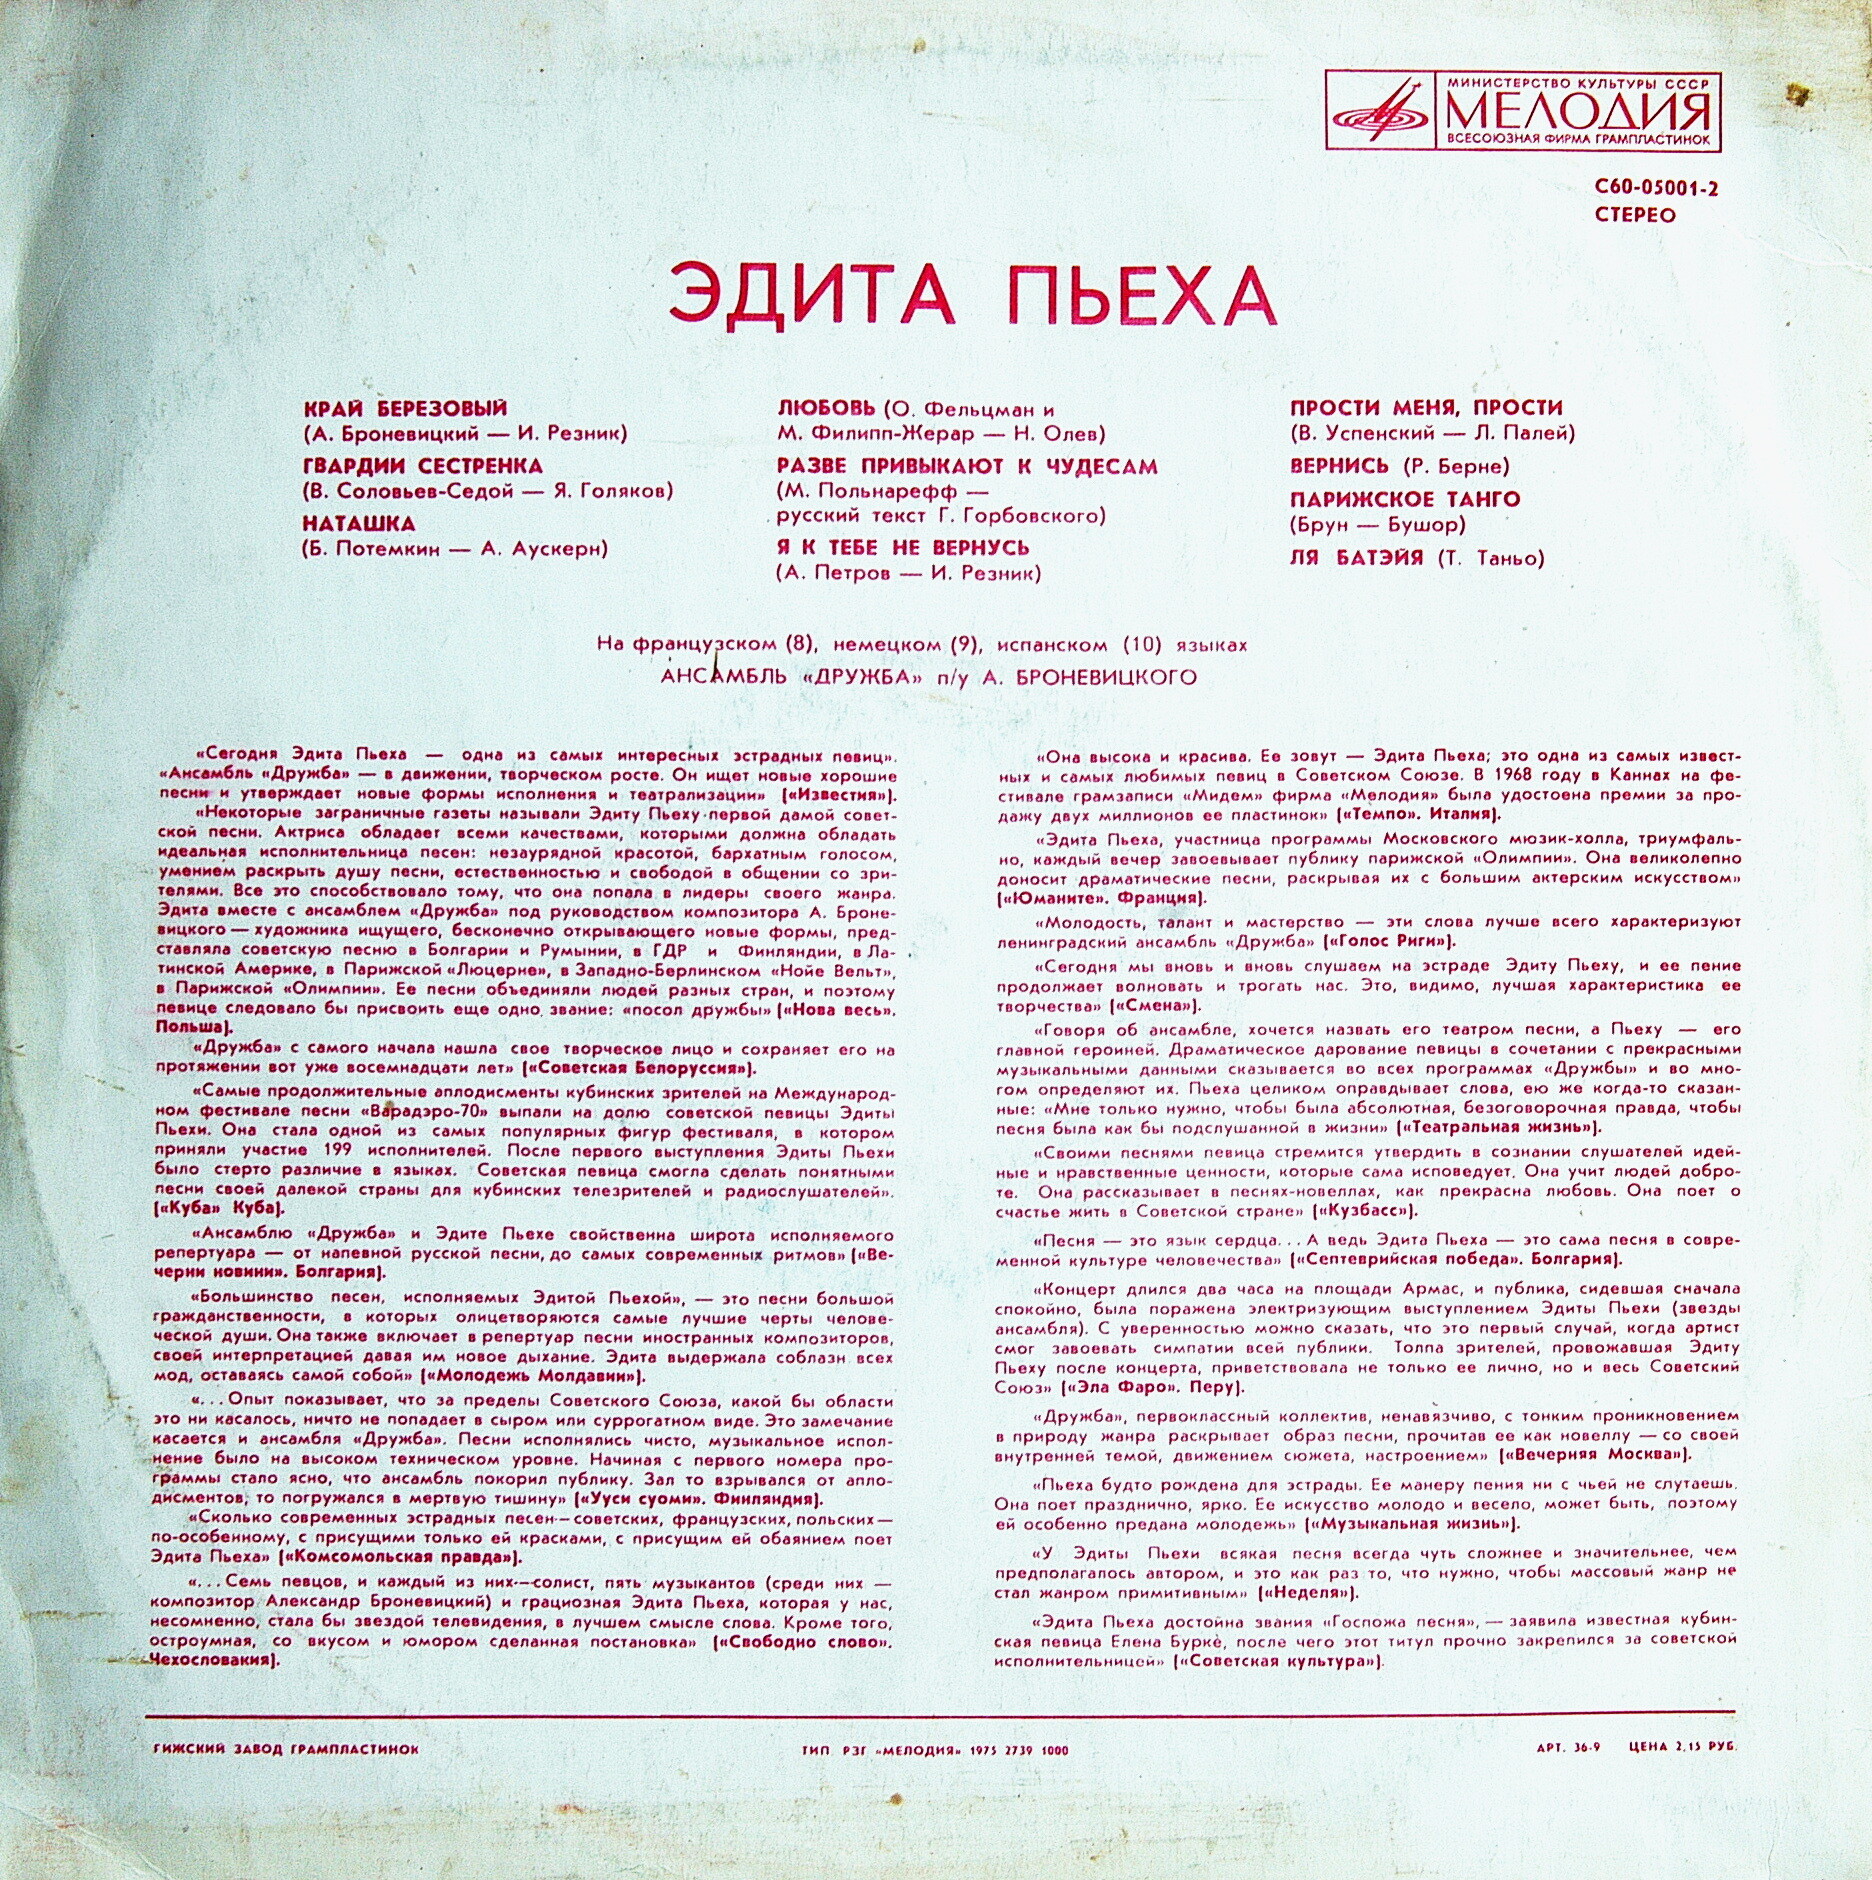 МИНИСТЕРСТВО КУЛЬТУРЫ СССР
МЕЛОДИЯ
ВСЕСОЮЗНАЯ ФИРМА ГРАМПЛАСТИНОК
С60-05001-2
СТЕРЕО
ЭДИТА ПЬЕХА
КРАЙ БЕРЕЗОВЫЙ
(А. Броневицкий — И. Резник)
ГВАРДИИ СЕСТРЕНКА
(В. Соловьев-Седой — Я. Голяков)
НАТАШКА
(Б. Потемкин — А. Аускерн)
ЛЮБОВЬ (О. Фельцман и
М. Филипп-Жерар — Н. Олев)
РАЗВЕ ПРИВЫКАЮТ К ЧУДЕСАМ
(М. Польнарефф —
русский текст Г. Горбовского)
Я К ТЕБЕ НЕ ВЕРНУСЬ
(А. Петров — И. Резник)
ПРОСТИ МЕНЯ, ПРОСТИ
(В. Успенский — Л. Палей)
ВЕРНИСЬ (Р. Берне)
ПАРИЖСКОЕ ТАНГО
(Брун — Бушор)
ЛЯ БАТЭЙЯ (Т. Таньо)
На французском (8), немецком (9), испанском (10) языках
АНСАМБЛЬ «ДРУЖБА» п/у А. БРОНЕВИЦКОГО
«Сегодня Эдита Пьеха — одна из самых интересных эстрадных певиц».
«Ансамбль «Дружба» — в движении, творческом росте. Он ищет новые хорошие
песни и утверждает новые формы исполнения и театрализации» («Известия»).
«Некоторые заграничные газеты называли Эдиту Пьеху первой дамой совет-
ской песни. Актриса обладает всеми качествами, которыми должна обладать
идеальная исполнительница песен: незаурядной красотой, бархатным голосом,
умением раскрыть душу песни, естественностью и свободой в общении со зри-
телями. Все это способствовало тому, что она попала в лидеры своего жанра.
Эдита вместе с ансамблем «Дружба» под руководством композитора А. Броне-
вицкого — художника ищущего, бесконечно открывающего новые формы, пред-
ставляла советскую песню в Болгарии и Румынии, в ГДР и Финляндии, в Ла-
тинской Америке, в Парижской «Люцерне», в Западно-Берлинском «Нойе Вельт»,
в Парижской «Олимпии». Ее песни объединяли людей разных стран, и поэтому
певице следовало бы присвоить еще одно звание: «посол дружбы» («Нова весь».
Польша).
«Дружба» с самого начала нашла свое творческое лицо и сохраняет его на
протяжении вот уже восемнадцати лет» («Советская Белоруссия»).
«Самые продолжительные аплодисменты кубинских зрителей на Международ-
ном фестивале песни «Варадэро-70» выпали на долю советской певицы Эдиты
Пьехи. Она стала одной из самых популярных фигур фестиваля, в котором
приняли участие 199 исполнителей. После первого выступления Эдиты Пьехи
было стерто различие в языках. Советская певица смогла сделать понятными
песни своей далекой страны для кубинских телезрителей и радиослушателей».
(«Куба» Куба).
«Ансамблю «Дружба» и Эдите Пьехе свойственна широта исполняемого
репертуара — от напевной русской песни, до самых современных ритмов» («Ве-
черни новини». Болгария).
«Большинство песен, исполняемых Эдитой Пьехой», — это песни большой
гражданственности, в которых олицетворяются самые лучшие черты челове-
ческой души. Она также включает в репертуар песни иностранных композиторов,
своей интерпретацией давая им новое дыхание. Эдита выдержала соблазн всех
мод, оставаясь самой собой» («Молодежь Молдавии»).
«... Опыт показывает, что за пределы Советского Союза, какой бы области
это ни касалось, ничто не попадает в сыром или суррогатном виде. Это замечание
касается и ансамбля «Дружба». Песни исполнялись чисто, музыкальное испол-
нение было на высоком техническом уровне. Начиная с первого номера про-
граммы стало ясно, что ансамбль покорил публику. Зал то взрывался от апло-
дисментов, то погружался в мертвую тишину» («Ууси суоми». Финляндия).
«Сколько современных эстрадных песен — советских, французских, польских —
по-особенному, с присущими только ей красками, с присущим ей обаянием поет
Эдита Пьеха» («Комсомольская правда»).
«... Семь певцов, и каждый из них — солист, пять музыкантов (среди них —
композитор Александр Броневицкий) и грациозная Эдита Пьеха, которая у нас,
несомненно, стала бы звездой телевидения, в лучшем смысле слова. Кроме того,
остроумная, со вкусом и юмором сделанная постановка» («Свободно слово».
Чехословакия).
«Она высока и красива. Ее зовут — Эдита Пьеха; это одна из самых извест-
ных и самых любимых певиц в Советском Союзе. В 1968 году в Каннах на фе-
стивале грамзаписи «Мидем» фирма «Мелодия» была удостоена премии за про-
дажу двух миллионов ее пластинок» («Темпо». Италия).
«Эдита Пьеха, участница программы Московского мюзик-холла, триумфаль-
но, каждый вечер завоевывает публику парижской «Олимпии». Она великолепно
доносит драматические песни, раскрывая их с большим актерским искусством»
(«Юманите». Франция).
«Молодость, талант и мастерство — эти слова лучше всего характеризуют
ленинградский ансамбль «Дружба» («Голос Риги»).
«Сегодня мы вновь и вновь слушаем на эстраде Эдиту Пьеху, и ее пение
продолжает волновать и трогать нас. Это, видимо, лучшая характеристика ее
творчества» («Смена»).
«Говоря об ансамбле, хочется назвать его театром песни, а Пьеху — его
главной героиней. Драматическое дарование певицы в сочетании с прекрасными
музыкальными данными сказывается во всех программах «Дружбы» и во мно-
гом определяют их. Пьеха целиком оправдывает слова, ею же когда-то сказан-
ные: «Мне только нужно, чтобы была абсолютная, безоговорочная правда, чтобы
песня была как бы подслушанной в жизни» («Театральная жизнь»).
«Своими песнями певица стремится утвердить в сознании слушателей идей-
ные и нравственные ценности, которые сама исповедует. Она учит людей добро-
те. Она рассказывает в песнях-новеллах, как прекрасна любовь. Она поет о
счастье жить в Советской стране» («Кузбасс»).
«Песня — это язык сердца... А ведь Эдита Пьеха — это сама песня в совре-
менной культуре человечества» («Септеврийская победа». Болгария).
«Концерт длился два часа на площади Армас, и публика, сидевшая сначала
спокойно, была поражена электризующим выступлением Эдиты Пьехи (звезды
ансамбля). С уверенностью можно сказать, что это первый случай, когда артист
смог завоевать симпатии всей публики. Толпа зрителей, провожавшая Эдиту
Пьеху после концерта, приветствовала не только ее лично, но и весь Советский
Союз» («Эла Фаро». Перу).
«Дружба», первоклассный коллектив, ненавязчиво, с тонким проникновением
в природу жанра раскрывает образ песни, прочитав ее как новеллу — со своей
внутренней темой, движением сюжета, настроением» («Вечерняя Москва»).
«Пьеха будто рождена для эстрады. Ее манеру пения ни с чьей не спутаешь.
Она поет празднично, ярко. Ее искусство молодо и весело, может быть, поэтому
ей особенно предана молодежь» («Музыкальная жизнь»).
«У Эдиты Пьехи всякая песня всегда чуть сложнее и значительнее, чем
предполагалось автором, и это как раз то, что нужно, чтобы массовый жанр не
стал жанром примитивным» («Неделя»).
«Эдита Пьеха достойна звания «Госпожа песня», — заявила известная кубин-
ская певица Елена Буркё, после чего этот титул прочно закрепился за советской
исполнительницей» («Советская культура»).
РИЖСКИЙ ЗАВОД ГРАМПЛАСТИНОК
ТИП. РЗГ «МЕЛОДИЯ» 1975 2739 1000
АРТ. 36-9 ЦЕНА 2,15 РУБ.